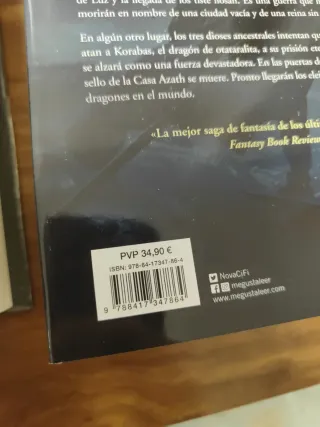 de Luz y la llegada de los tiste liosan. Es una guerra que
morirán en nombre de una ciudad vacía y de una reina sin
En algún otro lugar, los tres dioses ancestrales intentan q
atan a Korabas, el dragón de otataralita, a su prisión ete
se alzará como una fuerza devastadora. En las puertas d
sello de la Casa Azath se muere. Pronto llegarán los elei
dragones en el mundo.
«La mejor saga de fantasía de los últi
Fantasy Book Review
PVP 34,90 €
ISBN: 978-84-17347-86-4
9 788417 347864
NovaCiFi
@megustaleer
www.megustaleer.com